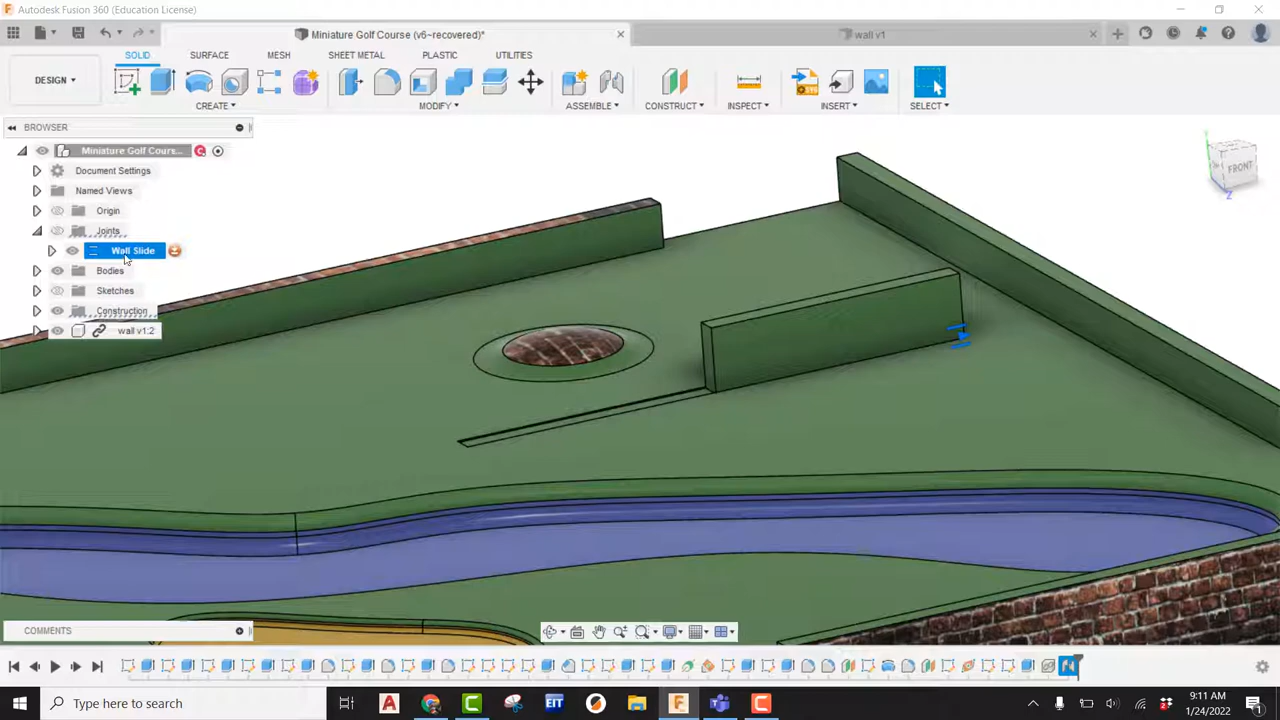 Autodesk Fusion 360 (Education License)
Miniature Golf Course (v6~recovered)*
wall v1
SOLID SURFACE MESH SHEET METAL PLASTIC UTILITIES
DESIGN
CREATE MODIFY ASSEMBLE CONSTRUCT INSPECT INSERT SELECT
BROWSER
Miniature Golf Cours...
Document Settings
Named Views
Origin
Joints
Wall Slide
Bodies
Sketches
Construction
wall v1:2
FRONT
Z
COMMENTS
Type here to search
EIT
9:11 AM
1/24/2022